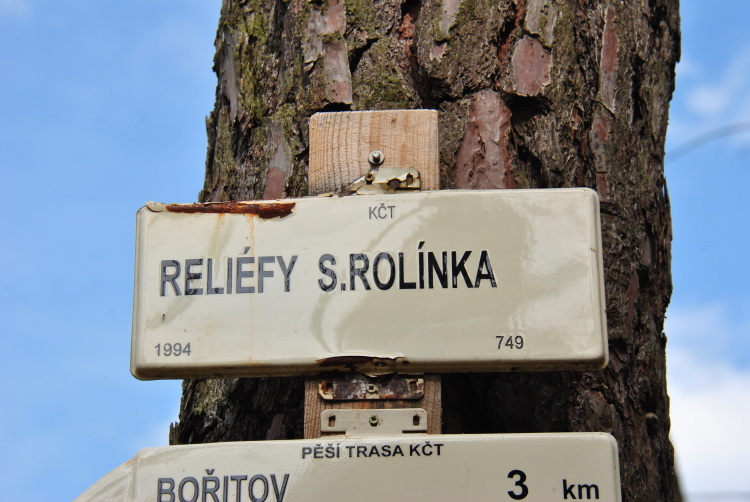 KČT
RELIÉFY S.ROLÍNKA
1994 749
PĚŠÍ TRASA KČT
BOŘITOV 3 km